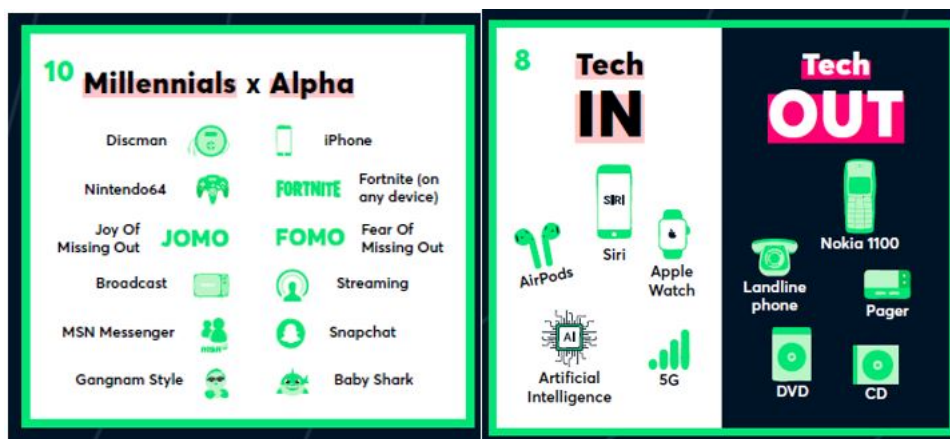 10 Millennials x Alpha
Discman
iPhone
Nintendo64
FORTNITE
Fortnite (on
any device)
Joy Of
Missing Out
JOMO
FOMO
Fear Of
Missing Out
Broadcast
Streaming
MSN Messenger
msn
Snapchat
Gangnam Style
Baby Shark
8
Tech
IN
SIRI
AirPods
Siri
Apple
Watch
AI
Artificial
Intelligence
5G
Tech
OUT
Nokia 1100
Landline
phone
Pager
DVD
CD